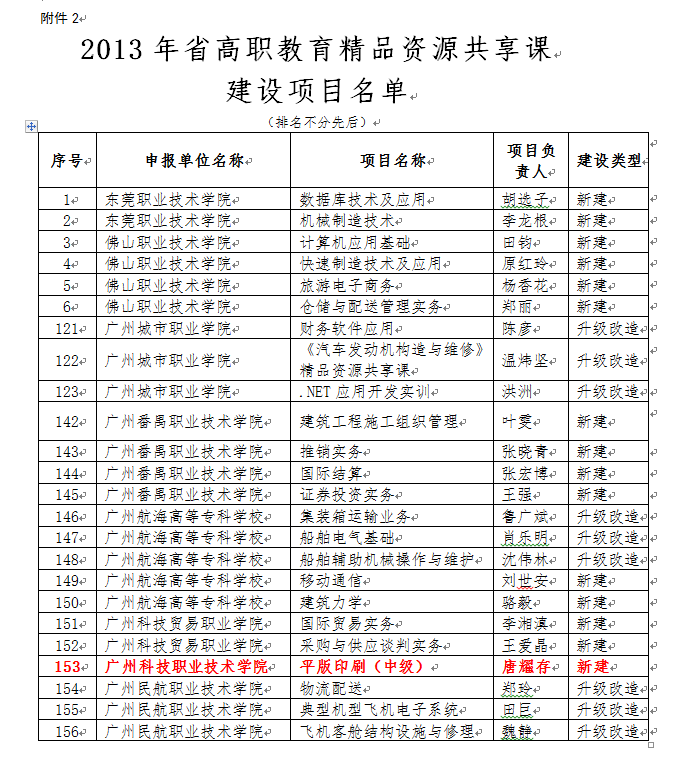 附件 2
2013 年省高职教育精品资源共享课
建设项目名单
（排名不分先后）
序号 申报单位名称 项目名称 项目负责人 建设类型
1 东莞职业技术学院 数据库技术及应用 胡选子 新建
2 东莞职业技术学院 机械制造技术 李龙根 新建
3 佛山职业技术学院 计算机应用基础 田钧 新建
4 佛山职业技术学院 快速制造技术及应用 原红玲 新建
5 佛山职业技术学院 旅游电子商务 杨香花 新建
6 佛山职业技术学院 仓储与配送管理实务 郑丽 新建
121 广州城市职业学院 财务软件应用 陈彦 升级改造
122 广州城市职业学院 《汽车发动机构造与维修》精品资源共享课 温炜坚 升级改造
123 广州城市职业学院 .NET 应用开发实训 洪洲 升级改造
142 广州番禺职业技术学院 建筑工程施工组织管理 叶雯 新建
143 广州番禺职业技术学院 推销实务 张晓青 新建
144 广州番禺职业技术学院 国际结算 张宏博 新建
145 广州番禺职业技术学院 证券投资实务 王强 新建
146 广州航海高等专科学校 集装箱运输业务 鲁广斌 升级改造
147 广州航海高等专科学校 船舶电气基础 肖乐明 升级改造
148 广州航海高等专科学校 船舶辅助机械操作与维护 沈伟林 升级改造
149 广州航海高等专科学校 移动通信 刘世安 新建
150 广州航海高等专科学校 建筑力学 骆毅 新建
151 广州科技贸易职业学院 国际贸易实务 李湘滇 新建
152 广州科技贸易职业学院 采购与供应谈判实务 王爱晶 新建
153 广州科技职业技术学院 平版印刷（中级） 唐耀存 新建
154 广州民航职业技术学院 物流配送 郑玲 升级改造
155 广州民航职业技术学院 典型机型飞机电子系统 田巨 升级改造
156 广州民航职业技术学院 飞机客舱结构设施与修理 魏静 升级改造